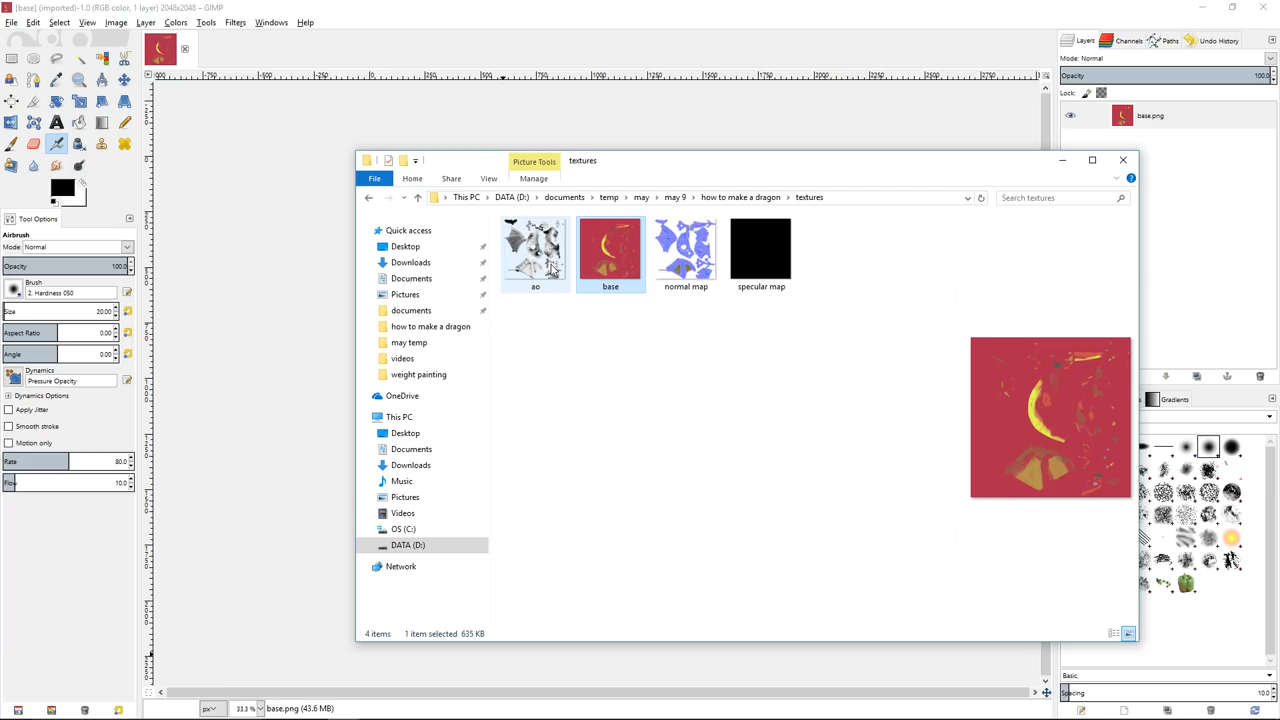 [base] (imported)-1.0 (RGB color, 1 layer) 2048x2048 – GIMP
File Edit Select View Image Layer Colors Tools Filters Windows Help
Layers Channels Paths Undo History
Mode: Normal
Opacity 100.0
Lock:
base.png
Tool Options
Airbrush
Mode: Normal
Opacity 100.0
Brush
2. Hardness 050
Size 20.00
Aspect Ratio 0.00
Angle 0.00
Dynamics
Pressure Opacity
Dynamics Options
Apply Jitter
Smooth stroke
Motion only
Rate 80.0
Flow 10.0
Picture Tools textures
File Home Share View Manage
This PC DATA (D:) documents temp may may 9 how to make a dragon textures
Search textures
Quick access
Desktop
Downloads
Documents
Pictures
documents
how to make a dragon
may temp
videos
weight painting
OneDrive
This PC
Desktop
Documents
Downloads
Music
Pictures
Videos
OS (C:)
DATA (D:)
Network
ao base normal map specular map
4 items 1 item selected 635 KB
Gradients
Basic,
Spacing 10.0
px 33.3 % base.png (43.6 MB)